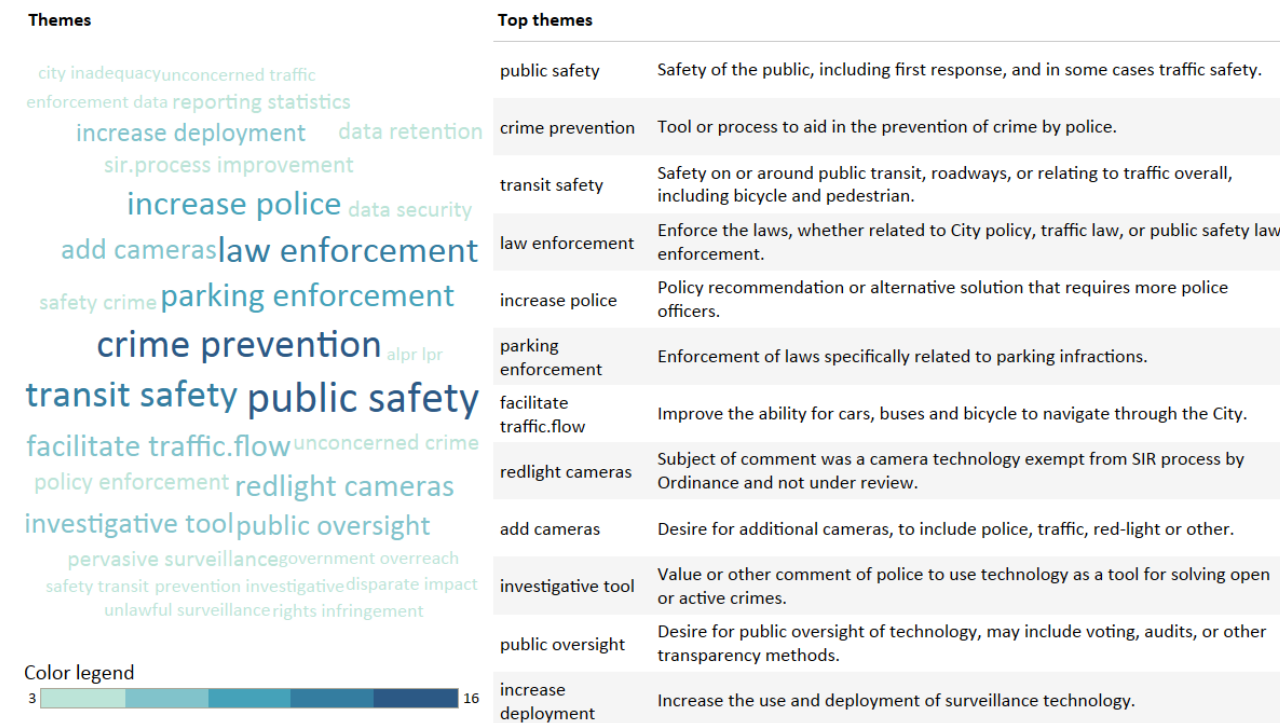 Themes
city inadequacy unconcerned traffic
enforcement data reporting statistics
increase deployment data retention
sir.process improvement
increase police data security
add cameras law enforcement
safety crime parking enforcement
crime prevention alpr lpr
transit safety public safety
facilitate traffic.flow unconcerned crime
policy enforcement redlight cameras
investigative tool public oversight
pervasive surveillance government overreach
safety transit prevention investigative disparate impact
unlawful surveillance rights infringement
Color legend
3 16
Top themes
public safety Safety of the public, including first response, and in some cases traffic safety.
crime prevention Tool or process to aid in the prevention of crime by police.
transit safety Safety on or around public transit, roadways, or relating to traffic overall,
including bicycle and pedestrian.
law enforcement Enforce the laws, whether related to City policy, traffic law, or public safety law
enforcement.
increase police Policy recommendation or alternative solution that requires more police
officers.
parking
enforcement Enforcement of laws specifically related to parking infractions.
facilitate
traffic.flow Improve the ability for cars, buses and bicycle to navigate through the City.
redlight cameras Subject of comment was a camera technology exempt from SIR process by
Ordinance and not under review.
add cameras Desire for additional cameras, to include police, traffic, red-light or other.
investigative tool Value or other comment of police to use technology as a tool for solving open
or active crimes.
public oversight Desire for public oversight of technology, may include voting, audits, or other
transparency methods.
increase
deployment Increase the use and deployment of surveillance technology.